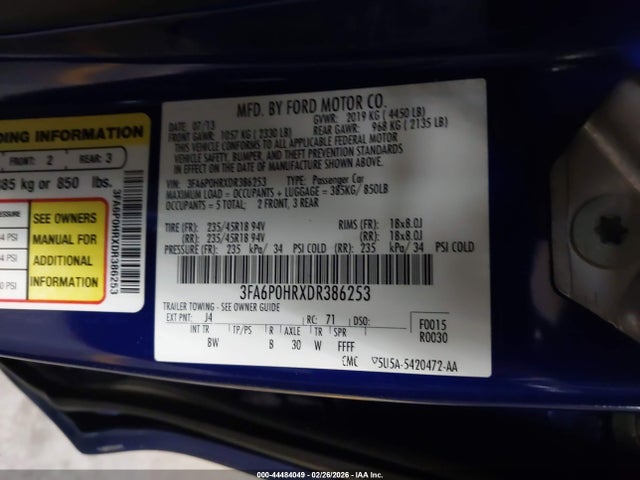 DING INFORMATION
FRONT: 2 REAR: 3
385 kg or 850 lbs.
SEE OWNERS
MANUAL FOR
ADDITIONAL
INFORMATION
PSI
PSI
PSI
3FA6P0HRXDR386253
MFD. BY FORD MOTOR CO.
DATE: 07/13 GVWR: 2019 KG ( 4450 LB)
FRONT GAWR: 1057 KG ( 2330 LB) REAR GAWR: 968 KG ( 2135 LB)
THIS VEHICLE CONFORMS TO ALL APPLICABLE FEDERAL MOTOR
VEHICLE SAFETY, BUMPER, AND THEFT PREVENTION STANDARDS
IN EFFECT ON THE DATE OF MANUFACTURE SHOWN ABOVE.
VIN: 3FA6P0HRXDR386253 TYPE: Passenger Car
MAXIMUM LOAD = OCCUPANTS + LUGGAGE = 385KG/ 850LB
OCCUPANTS = 5 TOTAL; 2 FRONT, 3 REAR
TIRE (FR): 235/45R18 94V RIMS (FR): 18x8.0J
(RR): 235/45R18 94V (RR): 18x8.0J
PRESSURE (FR): 235 kPa/ 34 PSI COLD (RR): 235 kPa/ 34 PSI COLD
3FA6P0HRXDR386253
TRAILER TOWING - SEE OWNER GUIDE
EXT PNT: J4 RC: 71 DSO: F0015
R0030
INT TR TP/PS R AXLE TR SPR
BW B 30 W FFFF
CMC 5U5A-5420472-AA
000-44484049 | 02/26/2026 - IAA Inc.